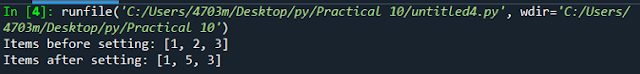 In [4]: runfile('C:/Users/4703m/Desktop/py/Practical 10/untitled4.py', wdir='C:/Users/
4703m/Desktop/py/Practical 10')
Items before setting: [1, 2, 3]
Items after setting: [1, 5, 3]